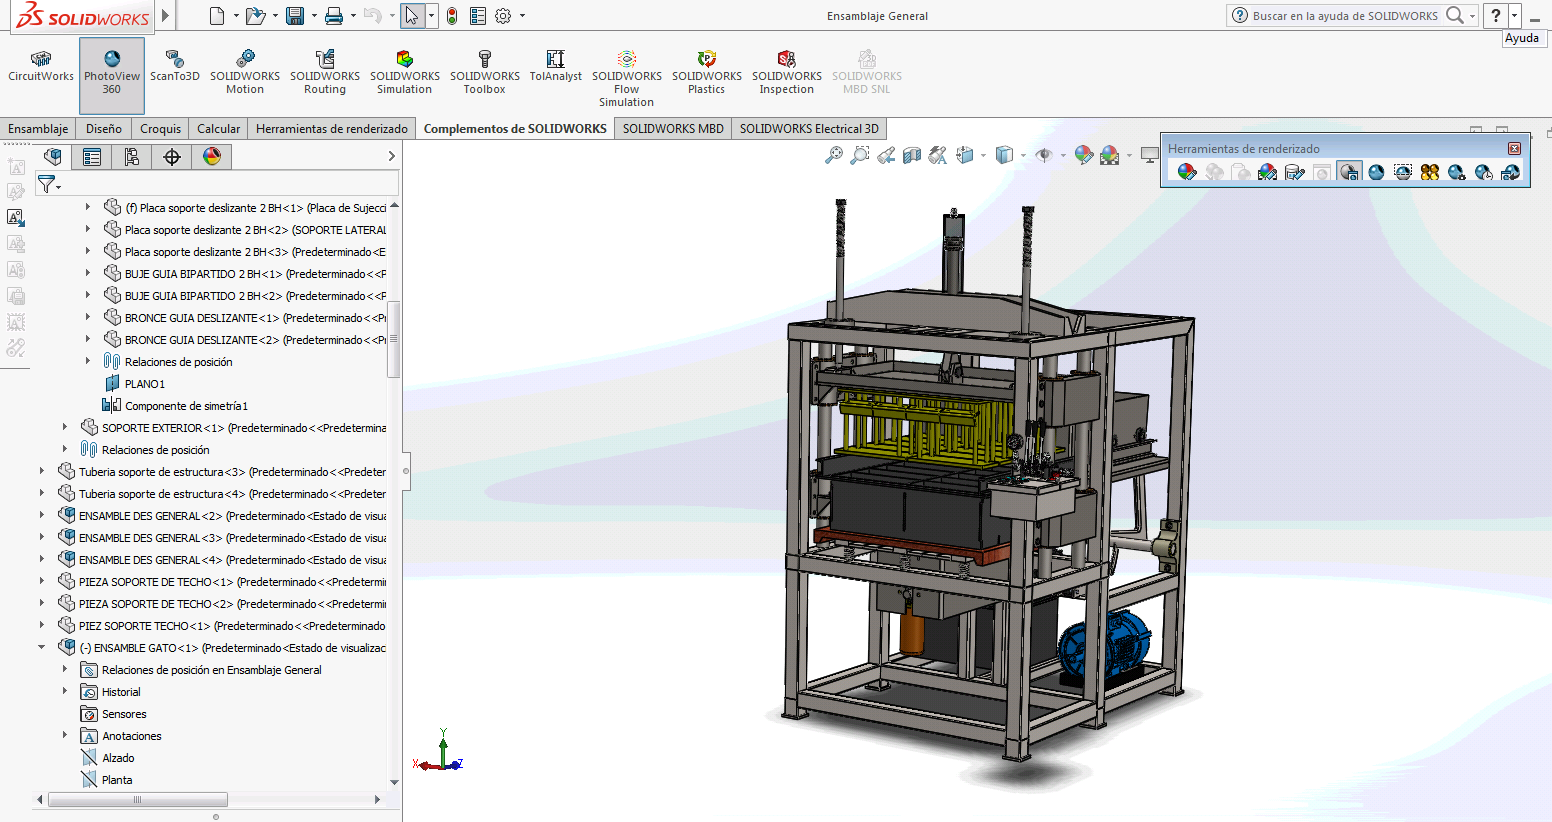 SOLIDWORKS
Ensamblaje General
Buscar en la ayuda de SOLIDWORKS
?
Ayuda
CircuitWorks
PhotoView
360
ScanTo3D
SOLIDWORKS
Motion
SOLIDWORKS
Routing
SOLIDWORKS
Simulation
SOLIDWORKS
Toolbox
TolAnalyst
SOLIDWORKS
Flow
Simulation
SOLIDWORKS
Plastics
SOLIDWORKS
Inspection
SOLIDWORKS
MBD SNL
Ensamblaje
Diseño
Croquis
Calcular
Herramientas de renderizado
Complementos de SOLIDWORKS
SOLIDWORKS MBD
SOLIDWORKS Electrical 3D
Herramientas de renderizado
(f) Placa soporte deslizante 2 BH<1> (Placa de Sujecci
Placa soporte deslizante 2 BH<2> (SOPORTE LATERAL
Placa soporte deslizante 2 BH<3> (Predeterminado<E
BUJE GUIA BIPARTIDO 2 BH<1> (Predeterminado<<P
BUJE GUIA BIPARTIDO 2 BH<2> (Predeterminado<<P
BRONCE GUIA DESLIZANTE<1> (Predeterminado<<Pr
BRONCE GUIA DESLIZANTE<2> (Predeterminado<<Pr
Relaciones de posición
PLANO1
Componente de simetría1
SOPORTE EXTERIOR<1> (Predeterminado<<Predetermina
Relaciones de posición
Tuberia soporte de estructura<3> (Predeterminado<<Predeter
Tuberia soporte de estructura<4> (Predeterminado<<Predeter
ENSAMBLE DES GENERAL<2> (Predeterminado<Estado de visua
ENSAMBLE DES GENERAL<3> (Predeterminado<Estado de visua
ENSAMBLE DES GENERAL<4> (Predeterminado<Estado de visua
PIEZA SOPORTE DE TECHO<1> (Predeterminado<<Predetermi
PIEZA SOPORTE DE TECHO<2> (Predeterminado<<Predetermi
PIEZ SOPORTE TECHO<1> (Predeterminado<<Predeterminado
(-) ENSAMBLE GATO<1> (Predeterminado<Estado de visualizac
Relaciones de posición en Ensamblaje General
Historial
Sensores
Anotaciones
Alzado
Planta
Y
X
Z